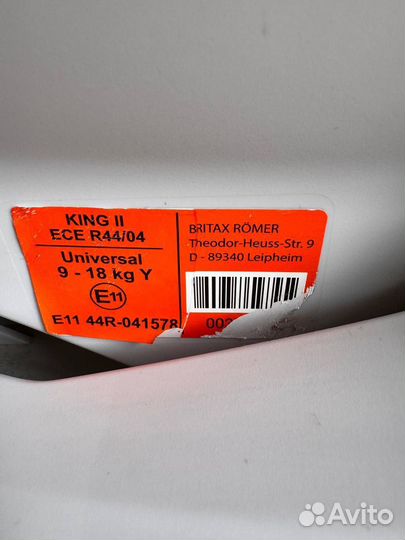 KING II
ECE R44/04
Universal
9 - 18 kg Y
E11
E11 44R-041578
BRITAX RÖMER
Theodor-Heuss-Str. 9
D - 89340 Leipheim
Avito